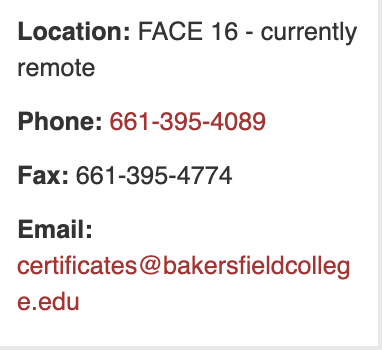 Location: FACE 16 - currently
remote
Phone: 661-395-4089
Fax: 661-395-4774
Email:
certificates@bakersfieldcolleg
e.edu